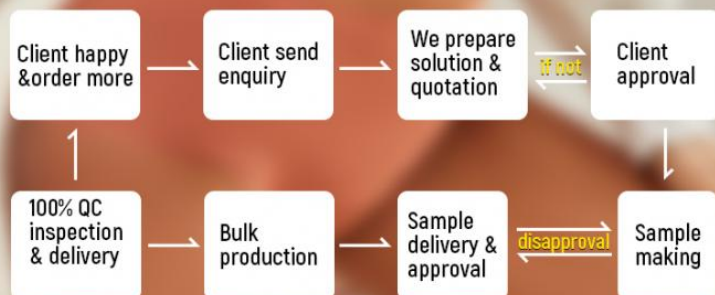 Client happy
&order more
Client send
enquiry
We prepare
solution &
quotation
if not
Client
approval
100% QC
inspection
& delivery
Bulk
production
Sample
delivery &
approval
disapproval
Sample
making